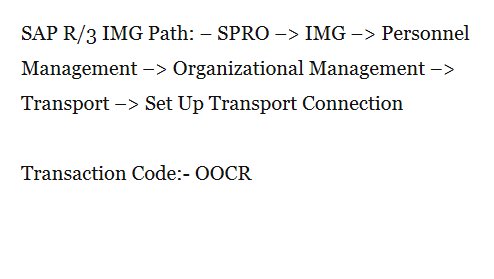 SAP R/3 IMG Path: – SPRO –> IMG –> Personnel
Management –> Organizational Management –>
Transport –> Set Up Transport Connection
Transaction Code:- OOCR